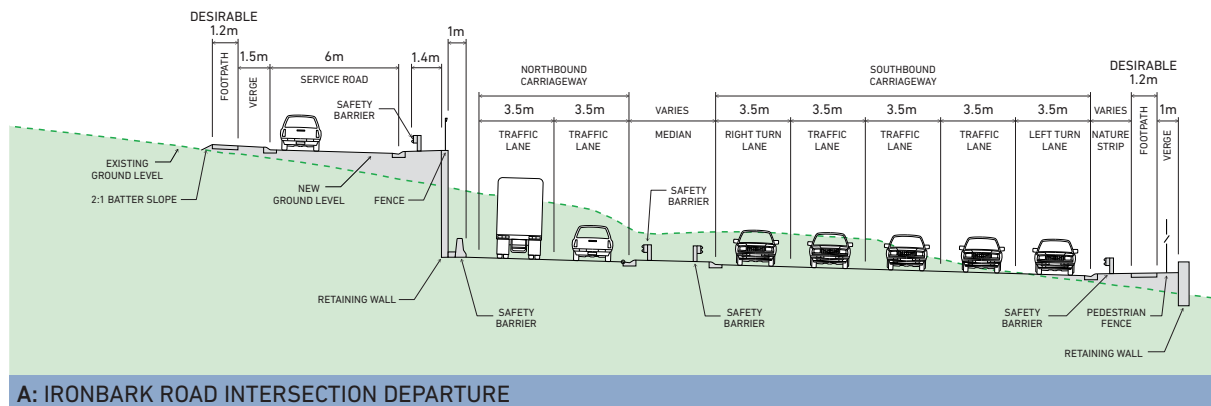 DESIRABLE
1.2m
1.5m
6m
1.4m
1m
FOOTPATH
VERGE
SERVICE ROAD
SAFETY
BARRIER
NORTHBOUND
CARRIAGEWAY
SOUTHBOUND
CARRIAGEWAY
DESIRABLE
1.2m
3.5m
3.5m
VARIES
3.5m
3.5m
3.5m
3.5m
3.5m
VARIES
1m
TRAFFIC
LANE
TRAFFIC
LANE
MEDIAN
RIGHT TURN
LANE
TRAFFIC
LANE
TRAFFIC
LANE
TRAFFIC
LANE
LEFT TURN
LANE
NATURE
STRIP
FOOTPATH
VERGE
EXISTING
GROUND LEVEL
2:1 BATTER SLOPE
NEW
GROUND LEVEL
FENCE
SAFETY
BARRIER
RETAINING WALL
SAFETY
BARRIER
SAFETY
BARRIER
SAFETY
BARRIER
PEDESTRIAN
FENCE
RETAINING WALL
A: IRONBARK ROAD INTERSECTION DEPARTURE